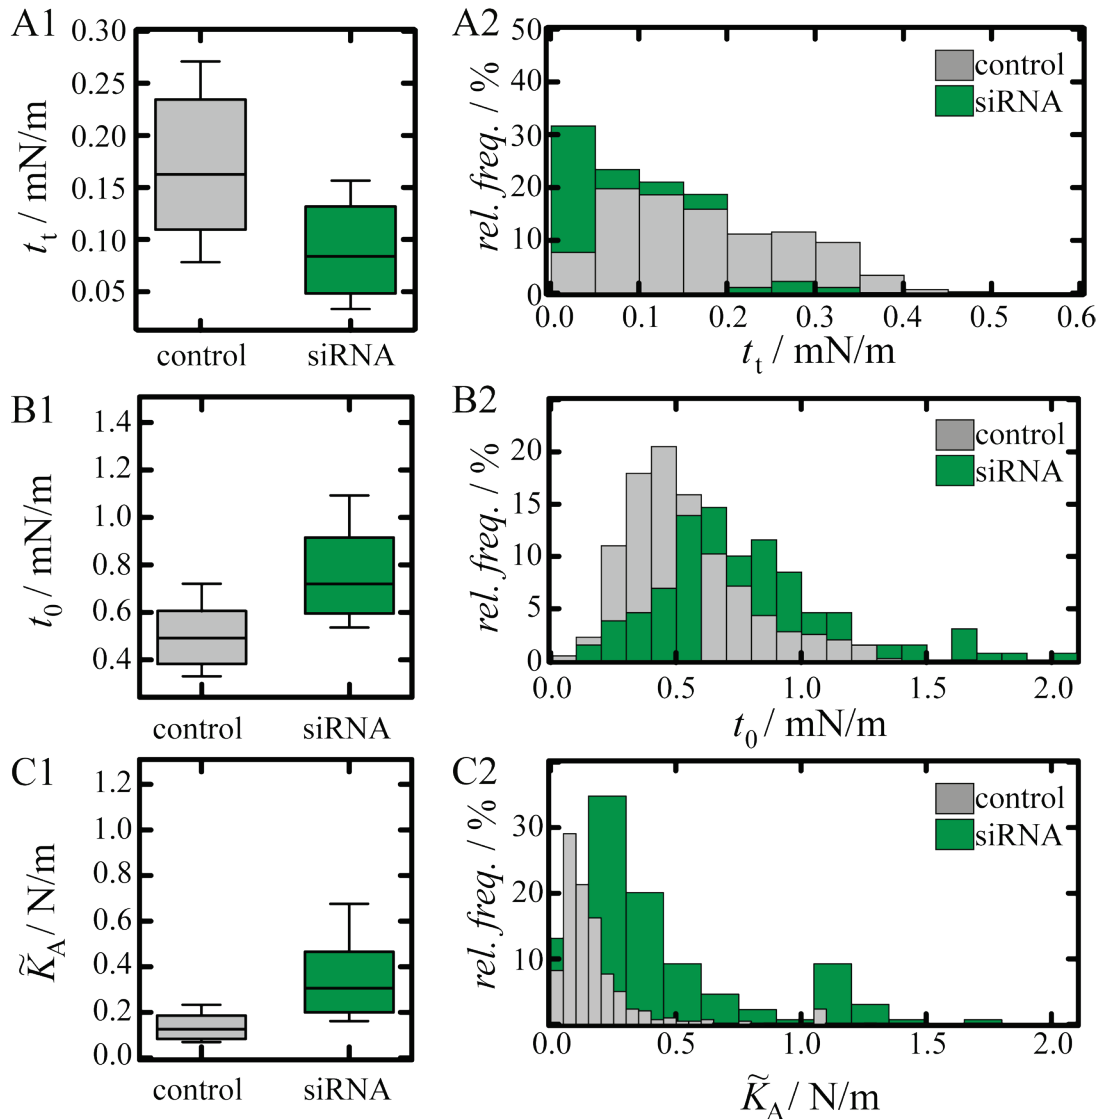 A1
0.30
0.25
0.20
0.15
0.10
0.05
tt / mN/m
control siRNA
A2
50
40
30
20
10
0
rel. freq. / %
control
siRNA
0.0 0.1 0.2 0.3 0.4 0.5 0.6
tt / mN/m
B1
1.4
1.2
1.0
0.8
0.6
0.4
t0 / mN/m
control siRNA
B2
20
15
10
5
0
rel. freq. / %
control
siRNA
0.0 0.5 1.0 1.5 2.0
t0 / mN/m
C1
1.2
1.0
0.8
0.6
0.4
0.2
0.0
K̃A / N/m
control siRNA
C2
30
20
10
rel. freq. / %
control
siRNA
0.0 0.5 1.0 1.5 2.0
K̃A / N/m